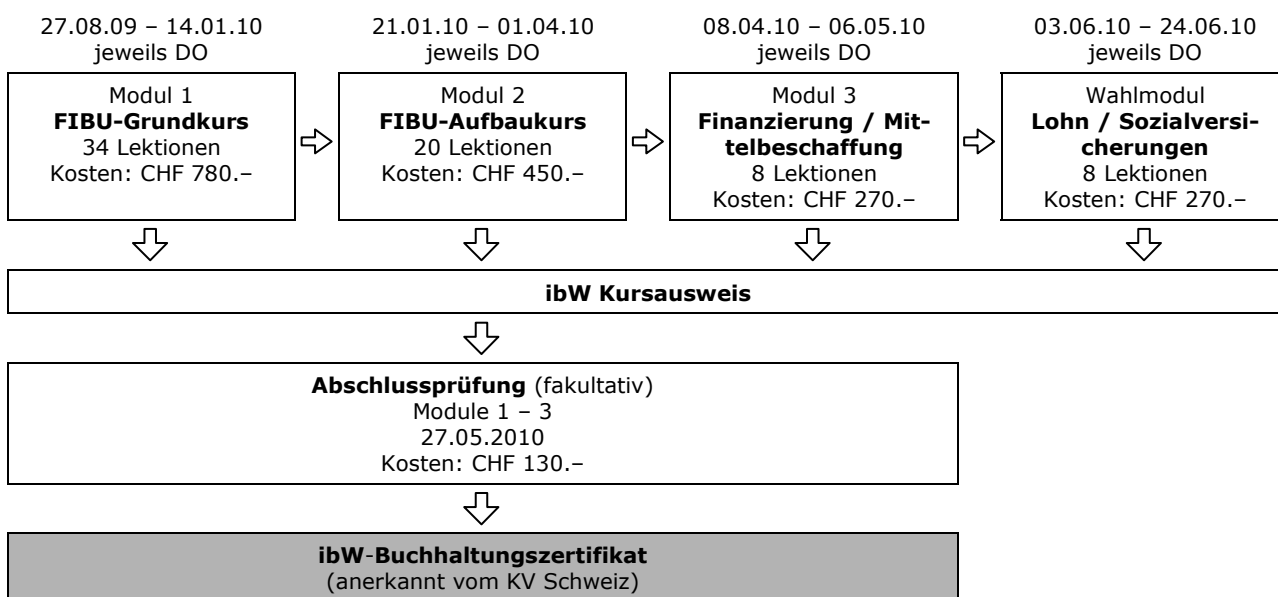 27.08.09 – 14.01.10
jeweils DO
21.01.10 – 01.04.10
jeweils DO
08.04.10 – 06.05.10
jeweils DO
03.06.10 – 24.06.10
jeweils DO
Modul 1
FIBU-Grundkurs
34 Lektionen
Kosten: CHF 780.–
Modul 2
FIBU-Aufbaukurs
20 Lektionen
Kosten: CHF 450.–
Modul 3
Finanzierung / Mit-
telbeschaffung
8 Lektionen
Kosten: CHF 270.–
Wahlmodul
Lohn / Sozialversi-
cherungen
8 Lektionen
Kosten: CHF 270.–
ibW Kursausweis
Abschlussprüfung (fakultativ)
Module 1 – 3
27.05.2010
Kosten: CHF 130.–
ibW-Buchhaltungszertifikat
(anerkannt vom KV Schweiz)